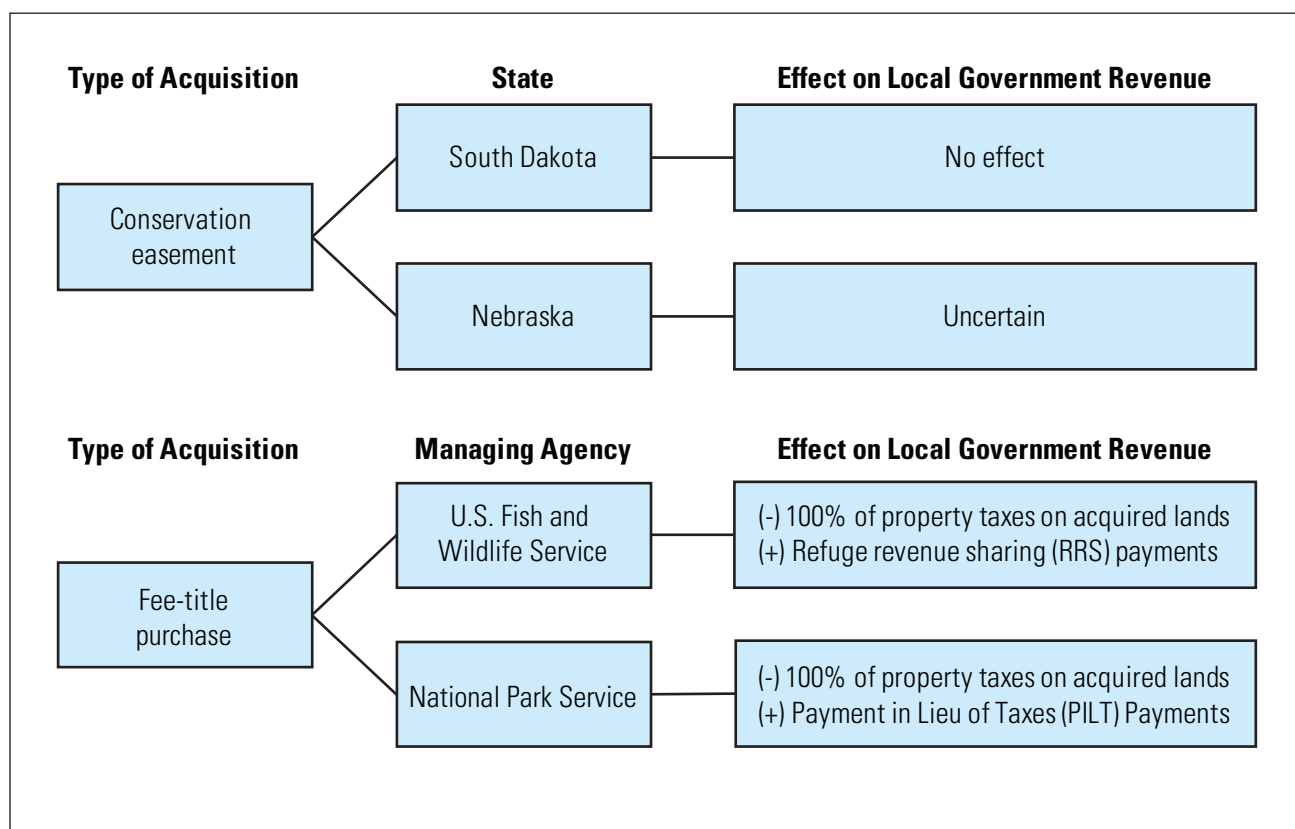 Type of Acquisition
State
Effect on Local Government Revenue
Conservation
easement
South Dakota
No effect
Nebraska
Uncertain
Type of Acquisition
Managing Agency
Effect on Local Government Revenue
Fee-title
purchase
U.S. Fish and
Wildlife Service
(-) 100% of property taxes on acquired lands
(+) Refuge revenue sharing (RRS) payments
National Park Service
(-) 100% of property taxes on acquired lands
(+) Payment in Lieu of Taxes (PILT) Payments